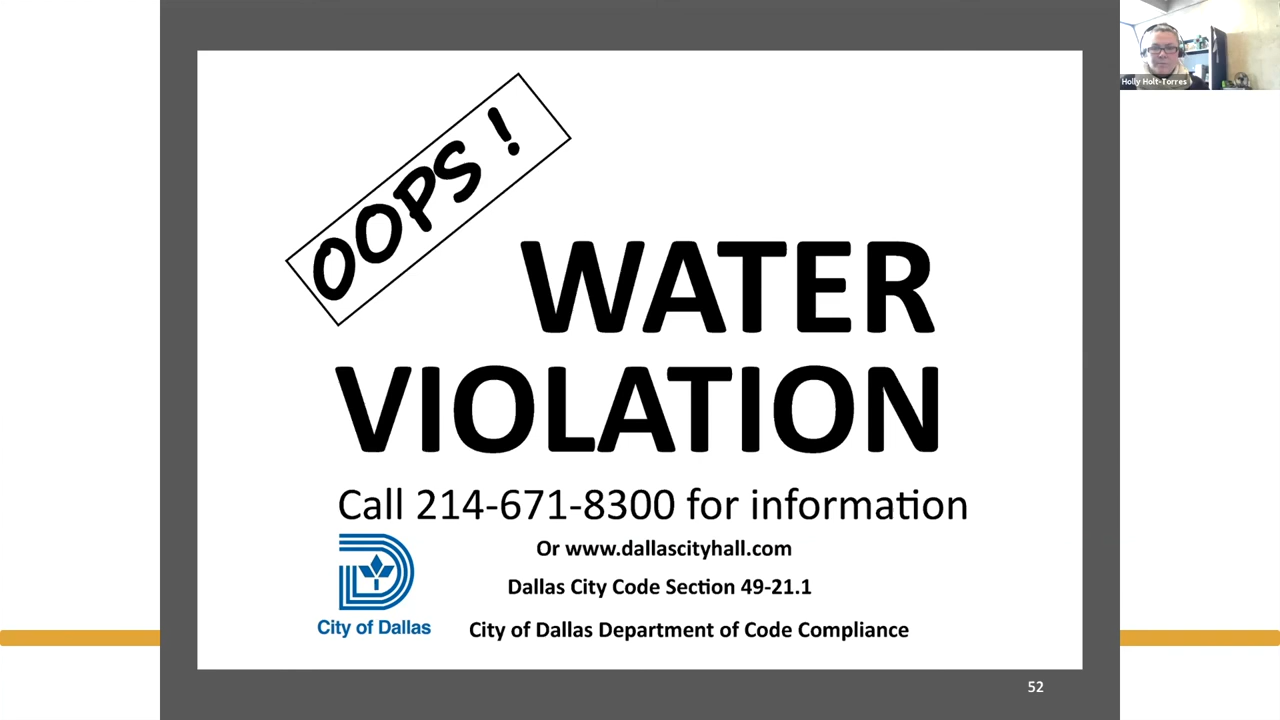 Holly Holt-Torres
OOPS !
WATER
VIOLATION
Call 214-671-8300 for information
Or www.dallascityhall.com
Dallas City Code Section 49-21.1
City of Dallas
City of Dallas Department of Code Compliance
52